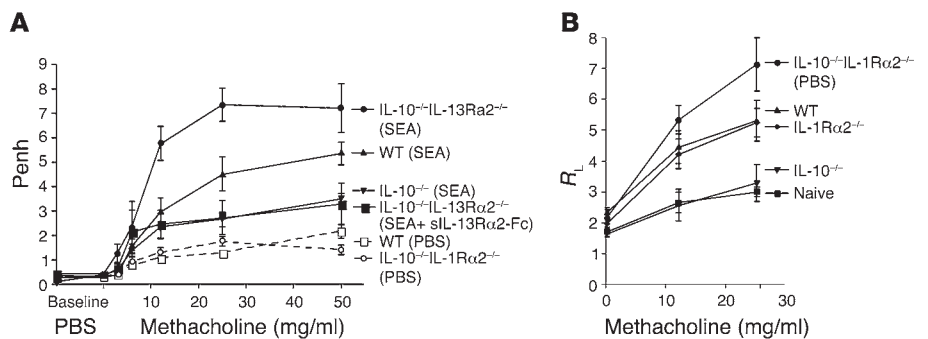 A
9
8
7
6
5
4
3
2
1
0
Penh
Baseline
10
20
30
40
50
PBS
Methacholine (mg/ml)
IL-10⁻/⁻IL-13Ra2⁻/⁻
(SEA)
WT (SEA)
IL-10⁻/⁻ (SEA)
IL-10⁻/⁻IL-13Rα2⁻/⁻
(SEA+ sIL-13Rα2-Fc)
WT (PBS)
IL-10⁻/⁻IL-1Rα2⁻/⁻
(PBS)
B
8
7
6
5
4
3
2
1
0
R_L
0
10
20
30
Methacholine (mg/ml)
IL-10⁻/⁻IL-1Rα2⁻/⁻
(PBS)
WT
IL-1Rα2⁻/⁻
IL-10⁻/⁻
Naive